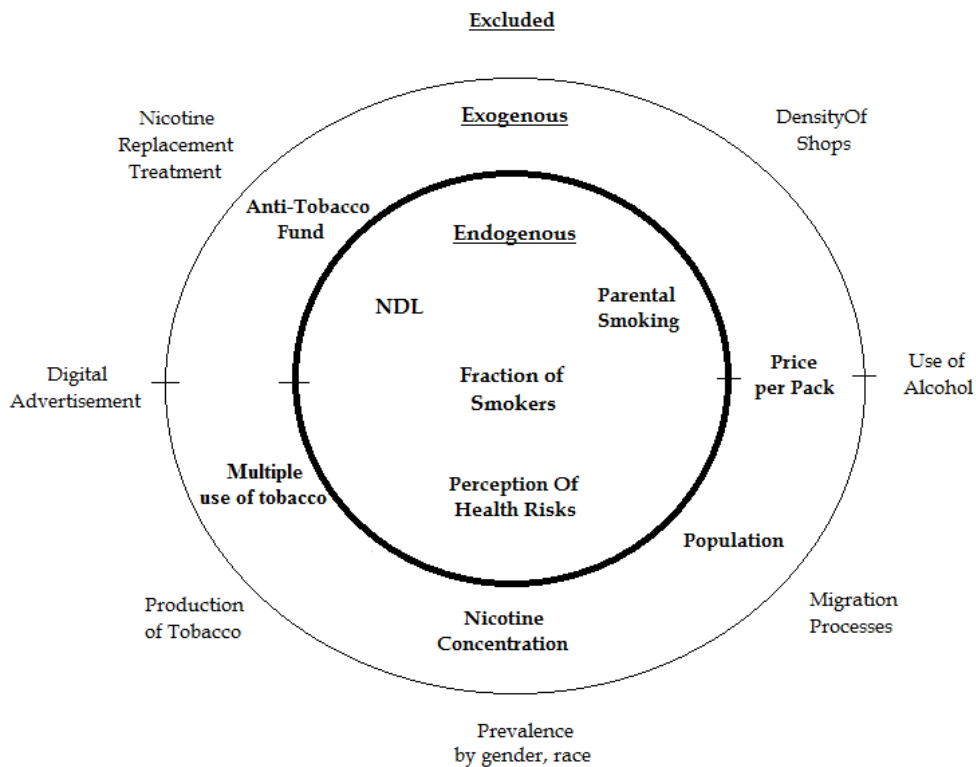 Excluded
Exogenous
Nicotine
Replacement
Treatment
DensityOf
Shops
Anti-Tobacco
Fund
Endogenous
NDL
Parental
Smoking
Digital
Advertisement
Fraction of
Smokers
Price
per Pack
Use of
Alcohol
Multiple
use of tobacco
Perception Of
Health Risks
Population
Production
of Tobacco
Nicotine
Concentration
Migration
Processes
Prevalence
by gender, race